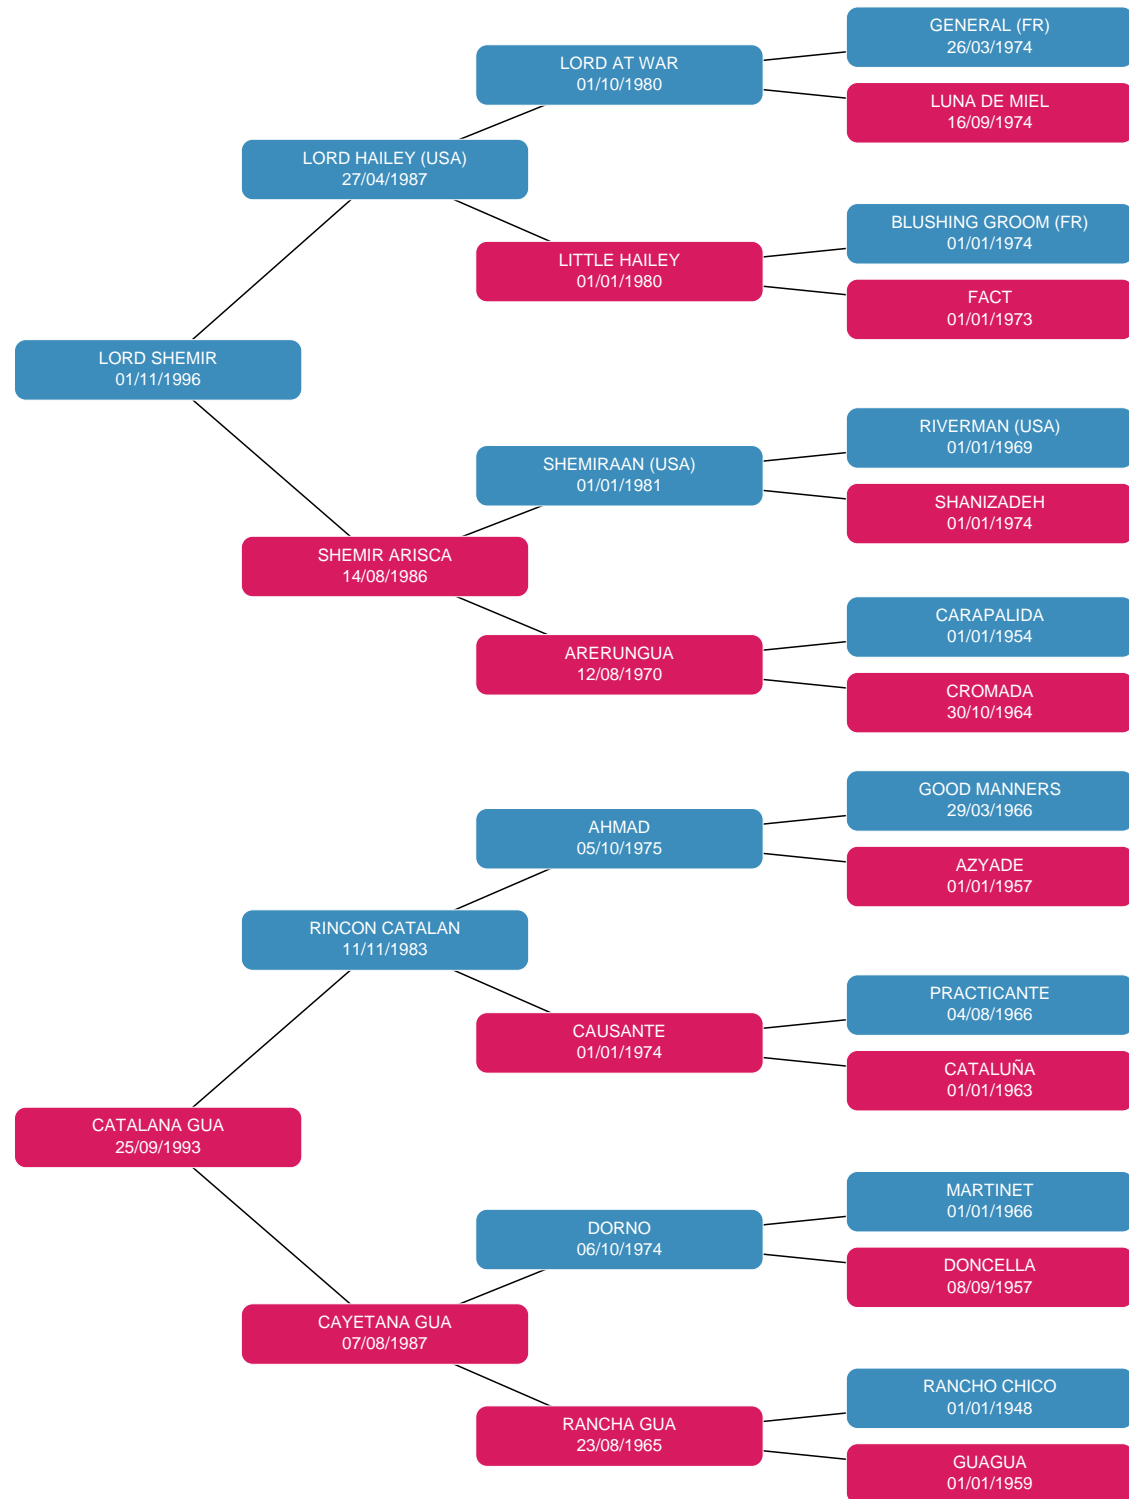 GENERAL (FR)
26/03/1974
LORD AT WAR
01/10/1980
LUNA DE MIEL
16/09/1974
LORD HAILEY (USA)
27/04/1987
BLUSHING GROOM (FR)
01/01/1974
LITTLE HAILEY
01/01/1980
FACT
01/01/1973
LORD SHEMIR
01/11/1996
RIVERMAN (USA)
01/01/1969
SHEMIRAAN (USA)
01/01/1981
SHANIZADEH
01/01/1974
SHEMIR ARISCA
14/08/1986
CARAPALIDA
01/01/1954
ARERUNGUA
12/08/1970
CROMADA
30/10/1964
GOOD MANNERS
29/03/1966
AHMAD
05/10/1975
AZYADE
01/01/1957
RINCON CATALAN
11/11/1983
PRACTICANTE
04/08/1966
CAUSANTE
01/01/1974
CATALUÑA
01/01/1963
CATALANA GUA
25/09/1993
MARTINET
01/01/1966
DORNO
06/10/1974
DONCELLA
08/09/1957
CAYETANA GUA
07/08/1987
RANCHO CHICO
01/01/1948
RANCHA GUA
23/08/1965
GUAGUA
01/01/1959